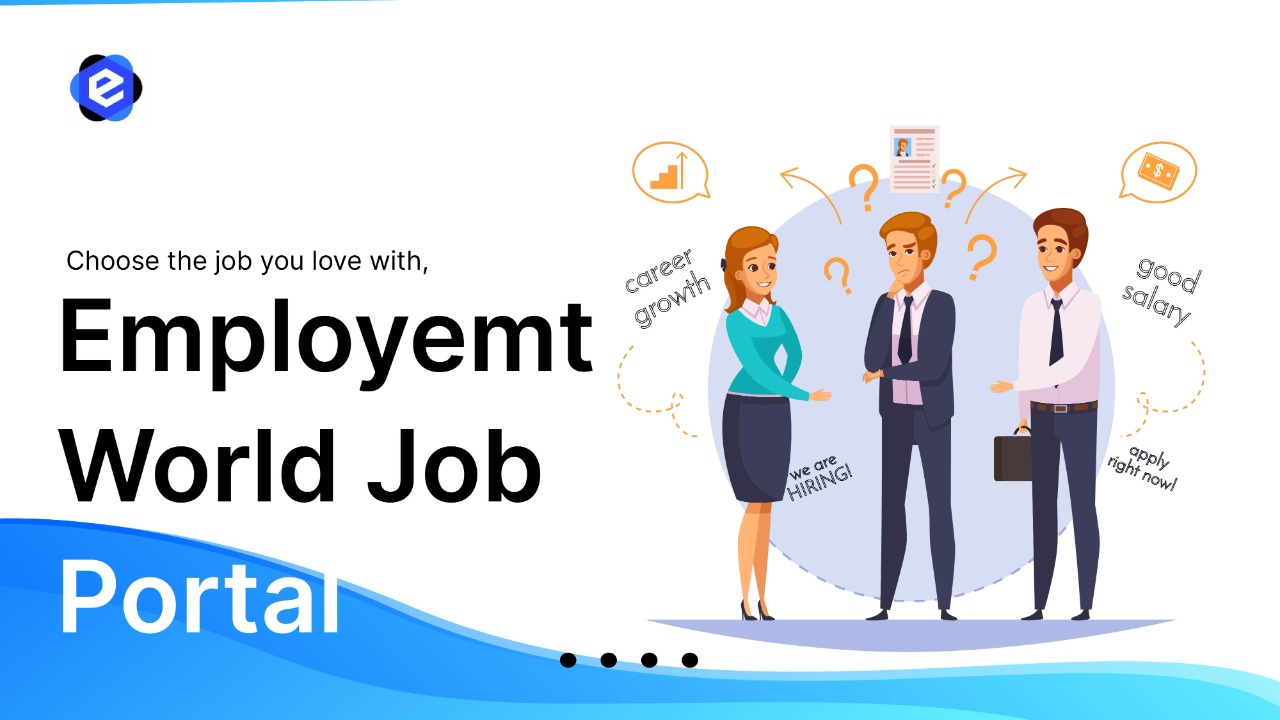 Choose the job you love with,
Employemt
World Job
Portal
career
growth
good
salary
we are
HIRING!
apply
right now!